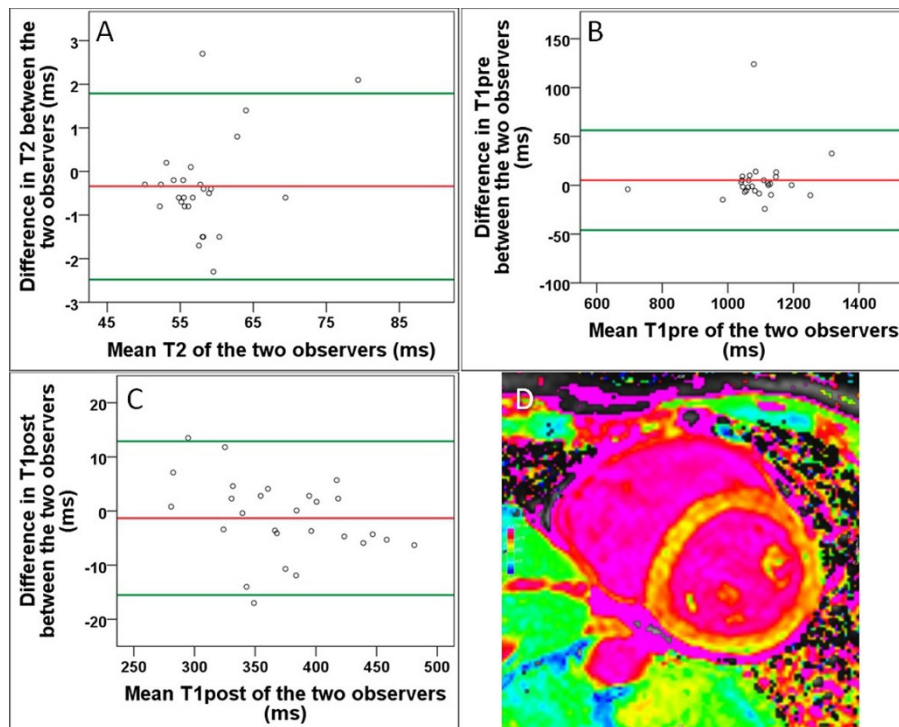 A
Difference in T2 between the
two observers (ms)
3
2
1
0
-1
-2
-3
45 55 65 75 85
Mean T2 of the two observers (ms)
B
Difference in T1pre
between the two observers
(ms)
150
100
50
0
-50
-100
600 800 1000 1200 1400
Mean T1pre of the two observers
(ms)
C
Difference in T1post
between the two observers
(ms)
20
10
0
-10
-20
250 300 350 400 450 500
Mean T1post of the two observers
(ms)
D